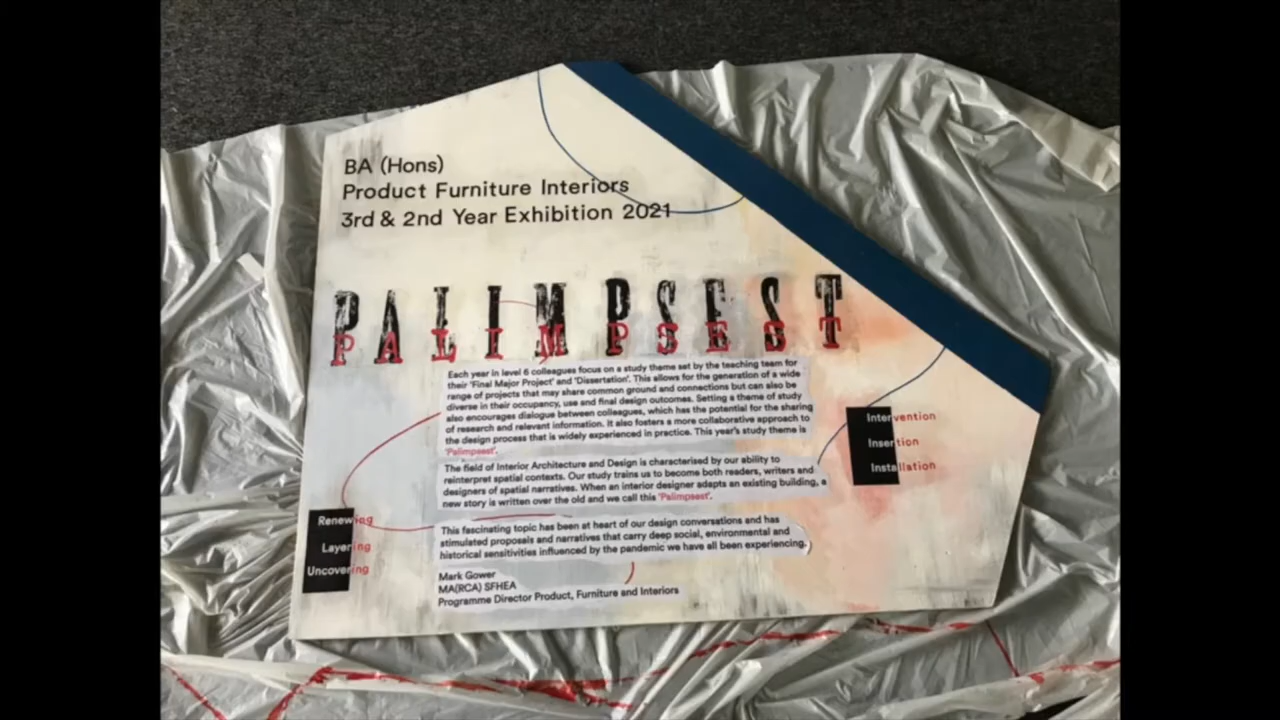 BA (Hons)
Product Furniture Interiors
3rd & 2nd Year Exhibition 2021
PALIMPSEST
PALIMPSEST
Each year in level 6 colleagues focus on a study theme set by the teaching team for
their 'Final Major Project' and 'Dissertation'. This allows for the generation of a wide
range of projects that may share common ground and connections but can also be
diverse in their occupancy, use and final design outcomes. Setting a theme of study
also encourages dialogue between colleagues, which has the potential for the sharing
of research and relevant information. It also fosters a more collaborative approach to
the design process that is widely experienced in practice. This year's study theme is
'Palimpsest'.
The field of Interior Architecture and Design is characterised by our ability to
reinterpret spatial contexts. Our study trains us to become both readers, writers and
designers of spatial narratives. When an interior designer adapts an existing building, a
new story is written over the old and we call this 'Palimpsest'.
This fascinating topic has been at heart of our design conversations and has
stimulated proposals and narratives that carry deep social, environmental and
historical sensitivities influenced by the pandemic we have all been experiencing.
Mark Gower
MA(RCA) SFHEA
Programme Director Product, Furniture and Interiors
Intervention
Insertion
Installation
Renewing
Layering
Uncovering